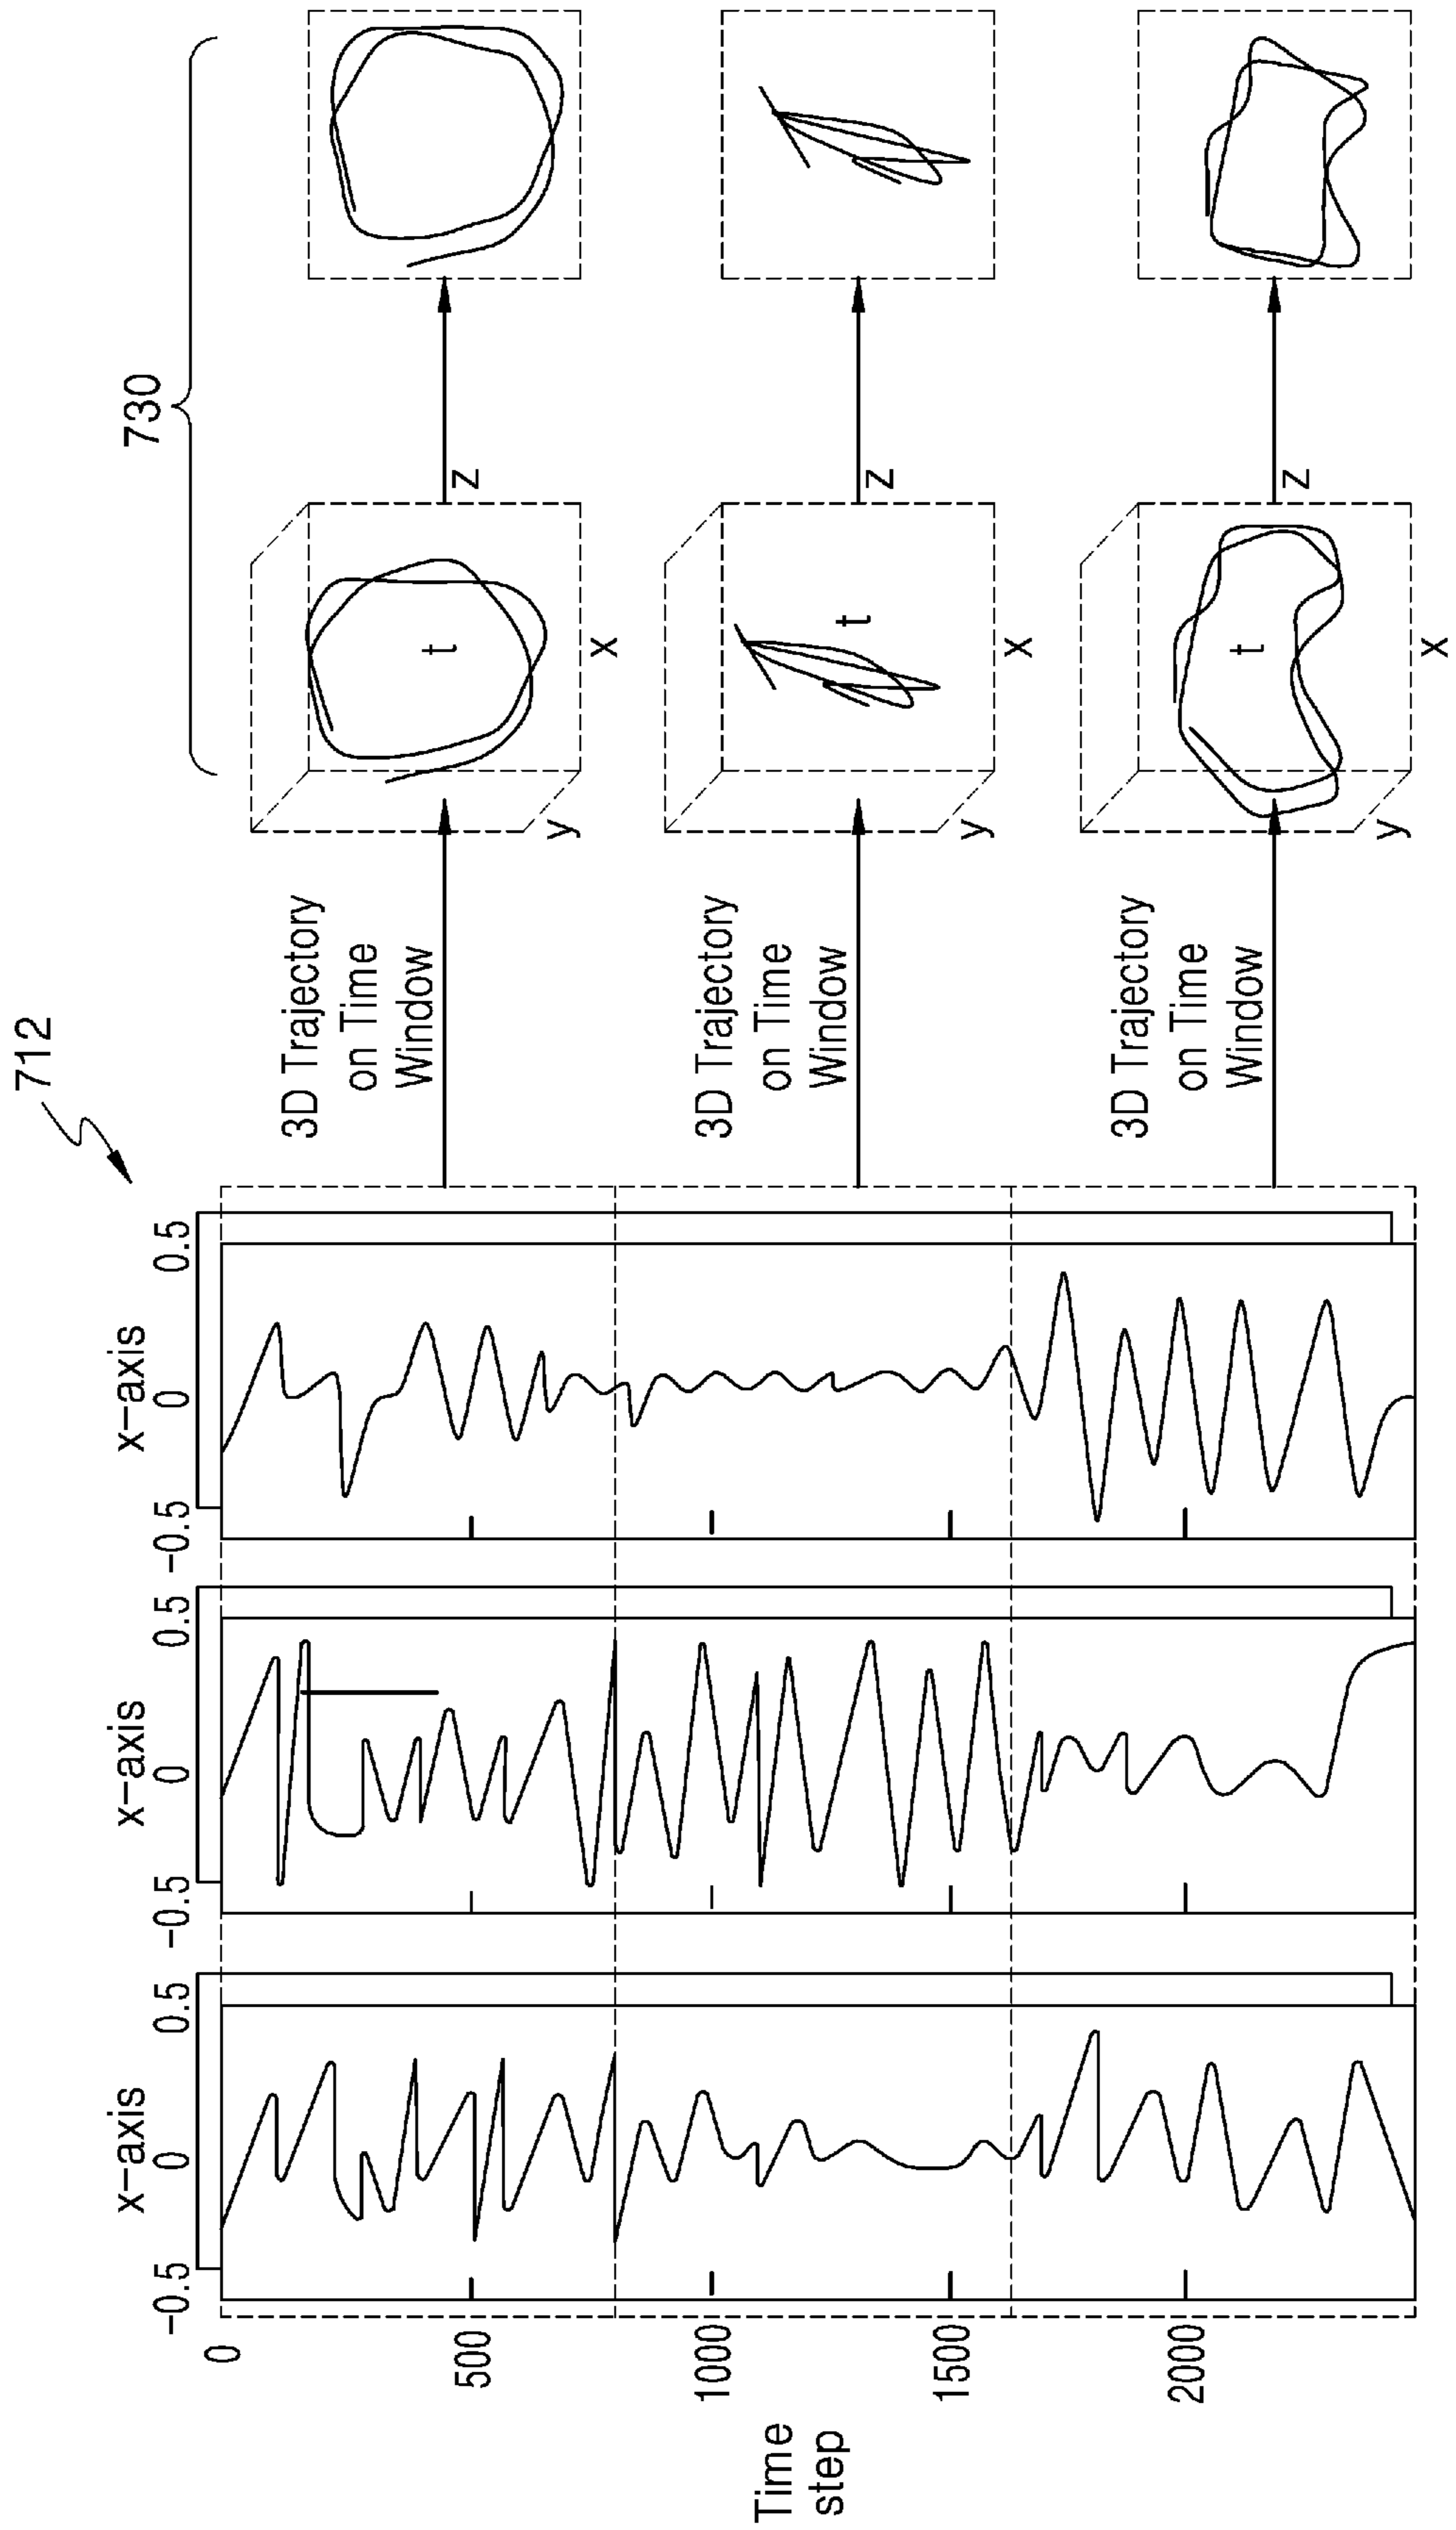 712
x–axis
x–axis
x–axis
730
–0.5 0 0.5
–0.5 0 0.5
–0.5 0 0.5
Time
step
0
500
1000
1500
2000
3D Trajectory
on Time
Window
t
z
y
x
3D Trajectory
on Time
Window
t
z
y
x
3D Trajectory
on Time
Window
t
z
y
x